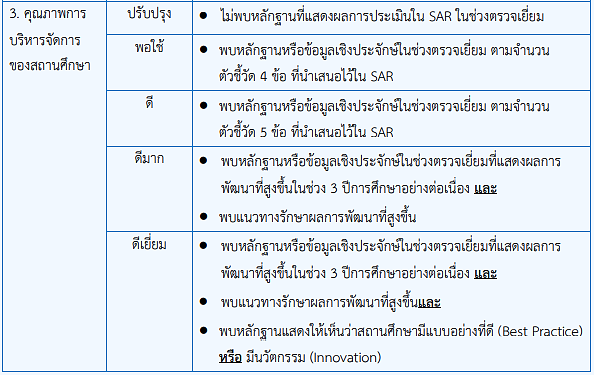 3. คุณภาพการ
บริหารจัดการ
ของสถานศึกษา
ปรับปรุง
● ไม่พบหลักฐานที่แสดงผลการประเมินใน SAR ในช่วงตรวจเยี่ยม
พอใช้
● พบหลักฐานหรือข้อมูลเชิงประจักษ์ในช่วงตรวจเยี่ยม ตามจำนวน
ตัวชี้วัด 4 ข้อ ที่นำเสนอไว้ใน SAR
ดี
● พบหลักฐานหรือข้อมูลเชิงประจักษ์ในช่วงตรวจเยี่ยม ตามจำนวน
ตัวชี้วัด 5 ข้อ ที่นำเสนอไว้ใน SAR
ดีมาก
● พบหลักฐานหรือข้อมูลเชิงประจักษ์ในช่วงตรวจเยี่ยมที่แสดงผลการ
พัฒนาที่สูงขึ้นในช่วง 3 ปีการศึกษาอย่างต่อเนื่อง และ
● พบแนวทางรักษาผลการพัฒนาที่สูงขึ้น
ดีเยี่ยม
● พบหลักฐานหรือข้อมูลเชิงประจักษ์ในช่วงตรวจเยี่ยมที่แสดงผลการ
พัฒนาที่สูงขึ้นในช่วง 3 ปีการศึกษาอย่างต่อเนื่อง และ
● พบแนวทางรักษาผลการพัฒนาที่สูงขึ้นและ
● พบหลักฐานแสดงให้เห็นว่าสถานศึกษามีแบบอย่างที่ดี (Best Practice)
หรือ มีนวัตกรรม (Innovation)